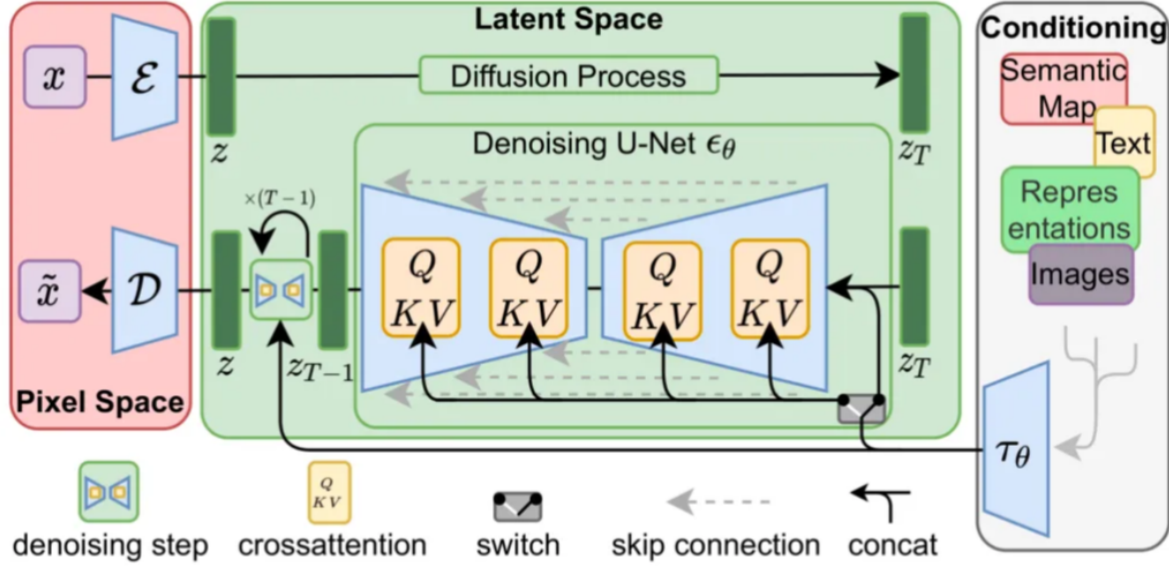 Latent Space
Conditioning
x
ℰ
Diffusion Process
z
z_T
Semantic
Map
Text
Repres
entations
Images
Denoising U-Net ϵ_θ
×(T − 1)
x̃
𝒟
Q
K V
Q
K V
Q
K V
Q
K V
z
z_{T−1}
z_T
Pixel Space
τ_θ
Q
K V
denoising step
crossattention
switch
skip connection
concat